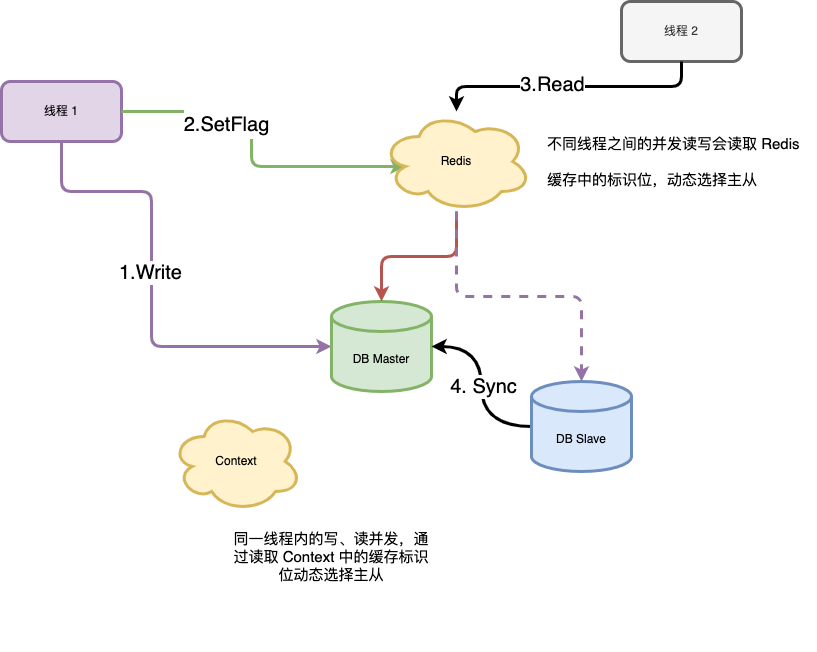 线程 2
3.Read
线程 1
2.SetFlag
不同线程之间的并发读写会读取 Redis
Redis
缓存中的标识位，动态选择主从
1.Write
DB Master
4. Sync
DB Slave
Context
同一线程内的写、读并发，通
过读取 Context 中的缓存标识
位动态选择主从